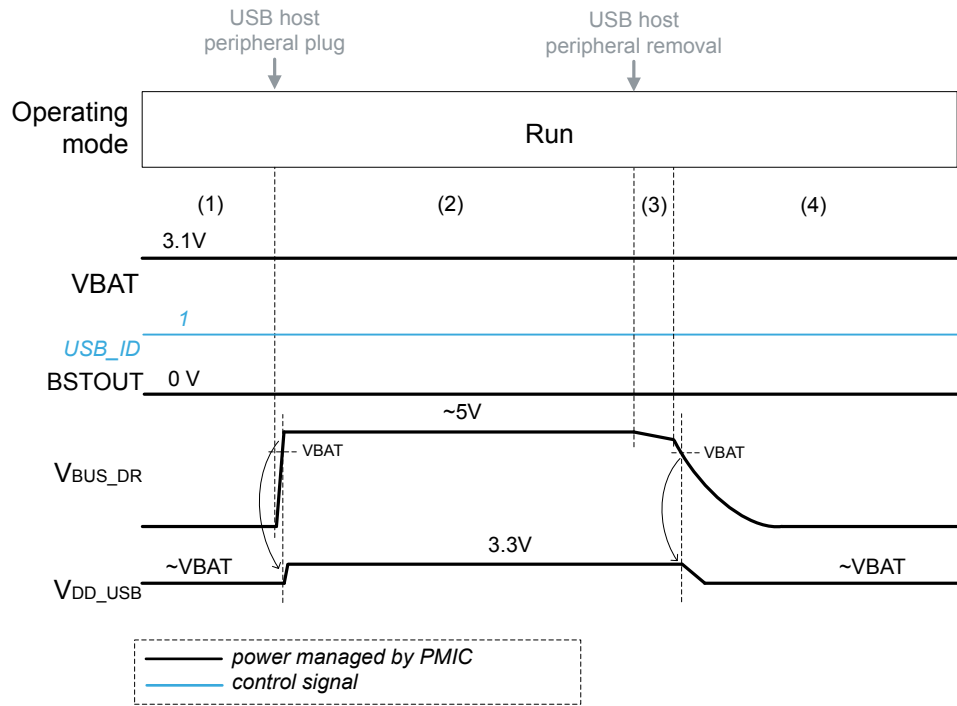 USB host
peripheral plug
USB host
peripheral removal
Operating
mode
Run
(1)
(2)
(3)
(4)
3.1V
VBAT
1
USB_ID
BSTOUT
0 V
~5V
VBAT
VBAT
VBUS_DR
3.3V
~VBAT
~VBAT
VDD_USB
power managed by PMIC
control signal